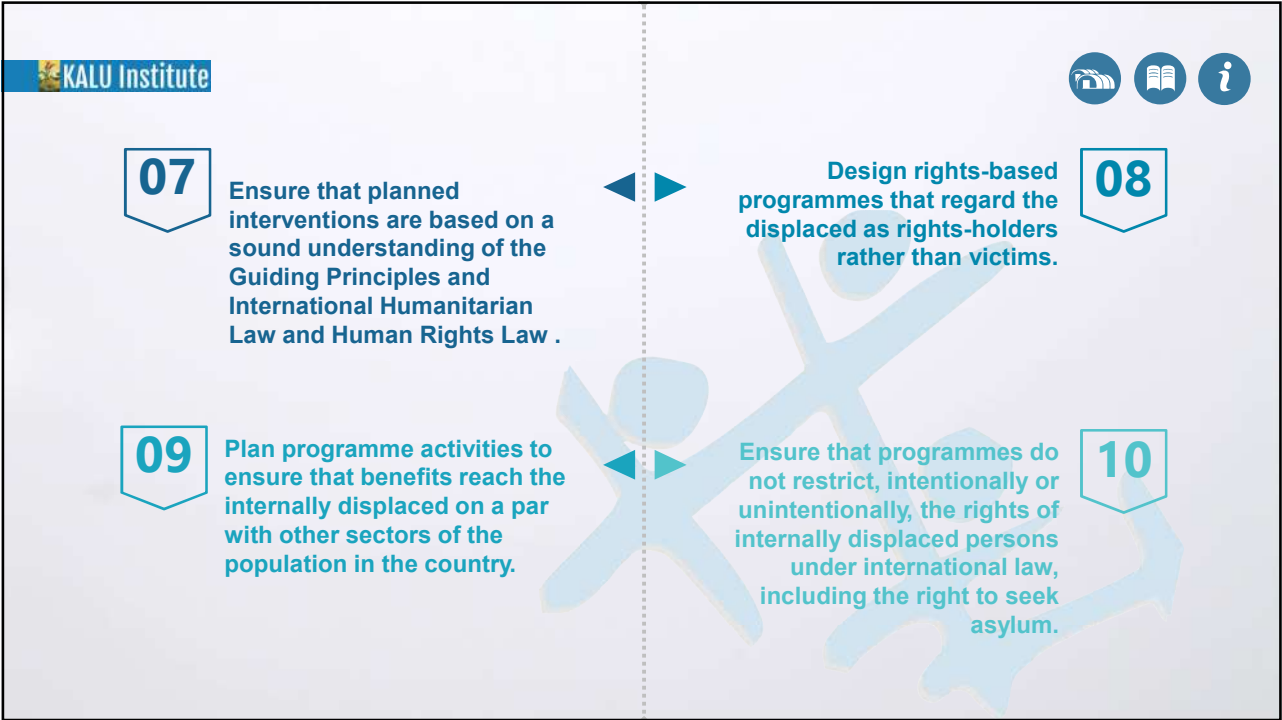 KALU Institute
07
Ensure that planned
interventions are based on a
sound understanding of the
Guiding Principles and
International Humanitarian
Law and Human Rights Law .
Design rights-based
programmes that regard the
displaced as rights-holders
rather than victims.
08
09
Plan programme activities to
ensure that benefits reach the
internally displaced on a par
with other sectors of the
population in the country.
Ensure that programmes do
not restrict, intentionally or
unintentionally, the rights of
internally displaced persons
under international law,
including the right to seek
asylum.
10